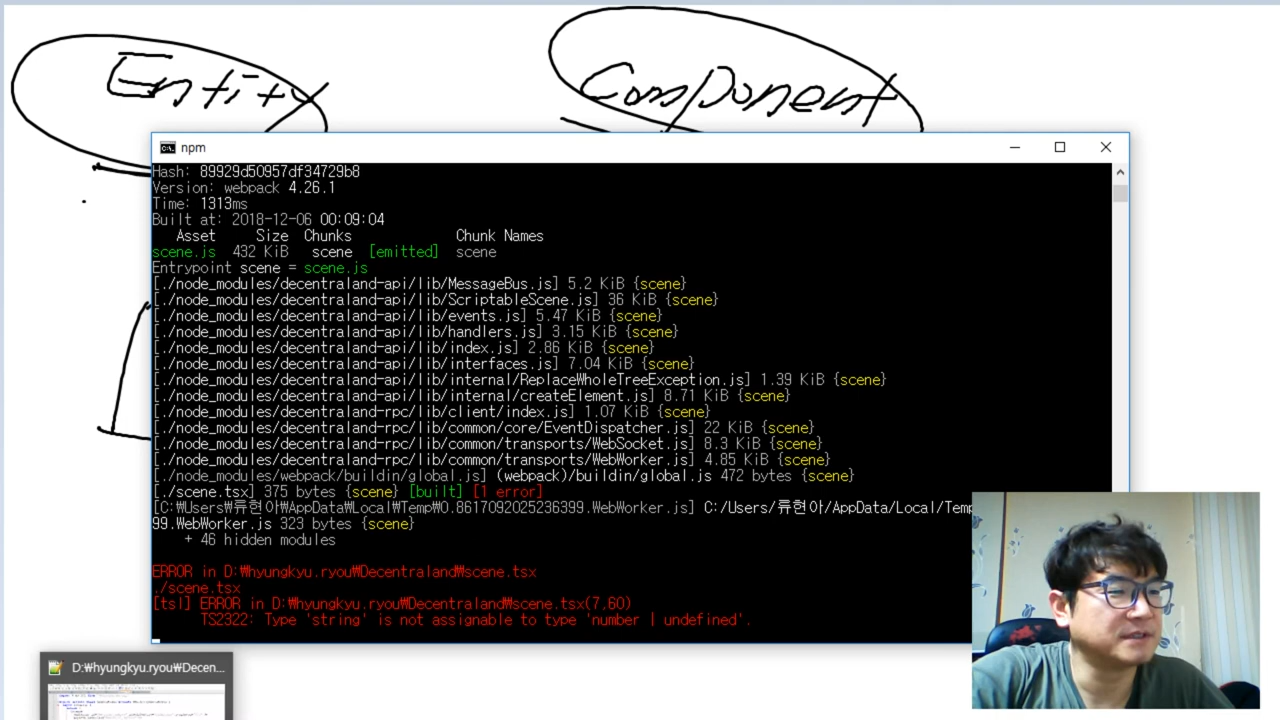 Entity Component
npm
Hash: 89929d50957df34729b8
Version: webpack 4.26.1
Time: 1313ms
Built at: 2018-12-06 00:09:04
Asset Size Chunks Chunk Names
scene.js 432 KiB scene [emitted] scene
Entrypoint scene = scene.js
[./node_modules/decentraland-api/lib/MessageBus.js] 5.2 KiB {scene}
[./node_modules/decentraland-api/lib/ScriptableScene.js] 36 KiB {scene}
[./node_modules/decentraland-api/lib/events.js] 5.47 KiB {scene}
[./node_modules/decentraland-api/lib/handlers.js] 3.15 KiB {scene}
[./node_modules/decentraland-api/lib/index.js] 2.86 KiB {scene}
[./node_modules/decentraland-api/lib/interfaces.js] 7.04 KiB {scene}
[./node_modules/decentraland-api/lib/internal/ReplaceWholeTreeException.js] 1.39 KiB {scene}
[./node_modules/decentraland-api/lib/internal/createElement.js] 8.71 KiB {scene}
[./node_modules/decentraland-rpc/lib/client/index.js] 1.07 KiB {scene}
[./node_modules/decentraland-rpc/lib/common/core/EventDispatcher.js] 22 KiB {scene}
[./node_modules/decentraland-rpc/lib/common/transports/WebSocket.js] 8.3 KiB {scene}
[./node_modules/decentraland-rpc/lib/common/transports/WebWorker.js] 4.85 KiB {scene}
[./node_modules/webpack/buildin/global.js] (webpack)/buildin/global.js 472 bytes {scene}
[./scene.tsx] 375 bytes {scene} [built] [1 error]
[C:₩Users₩류현아₩AppData₩Local₩Temp₩0.8617092025236399.WebWorker.js] C:/Users/류현아/AppData/Local/Temp
99.WebWorker.js 323 bytes {scene}
+ 46 hidden modules
ERROR in D:₩hyungkyu.ryou₩Decentraland₩scene.tsx
./scene.tsx
[tsl] ERROR in D:₩hyungkyu.ryou₩Decentraland₩scene.tsx(7,60)
TS2322: Type 'string' is not assignable to type 'number | undefined'.
D:₩hyungkyu.ryou₩Decen...